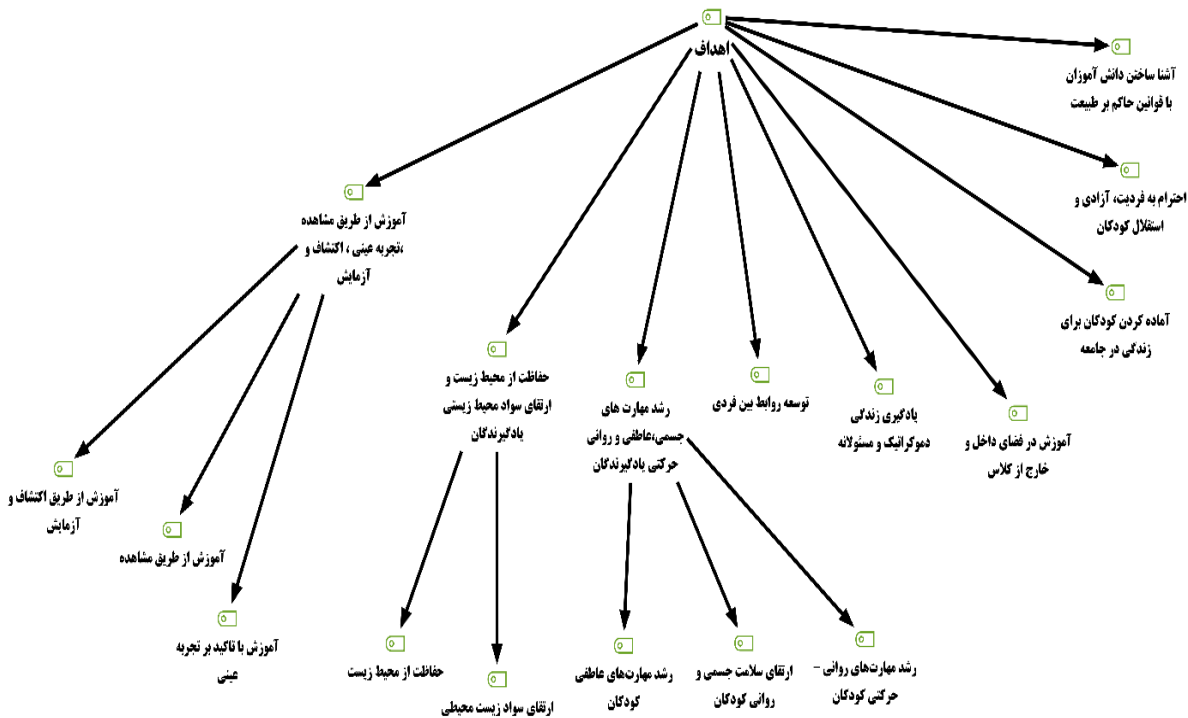 اهداف
آشنا ساختن دانش آموزان
با قوانین حاکم بر طبیعت
احترام به فردیت، آزادی و
استقلال کودکان
آماده کردن کودکان برای
زندگی در جامعه
آموزش در فضای داخل و
خارج از کلاس
یادگیری زندگی
دموکراتیک و مسئولانه
توسعه روابط بین فردی
رشد مهارت های
جسمی،عاطفی و روانی
حرکتی یادگیرندگان
حفاظت از محیط زیست و
ارتقای سواد محیط زیستی
یادگیرندگان
آموزش از طریق مشاهده
،تجربه عینی ، اکتشاف و
آزمایش
رشد مهارت‌های روانی –
حرکتی کودکان
ارتقای سلامت جسمی و
روانی کودکان
رشد مهارت‌های عاطفی
کودکان
ارتقای سواد زیست محیطی
حفاظت از محیط زیست
آموزش با تاکید بر تجربه
عینی
آموزش از طریق مشاهده
آموزش از طریق اکتشاف و
آزمایش